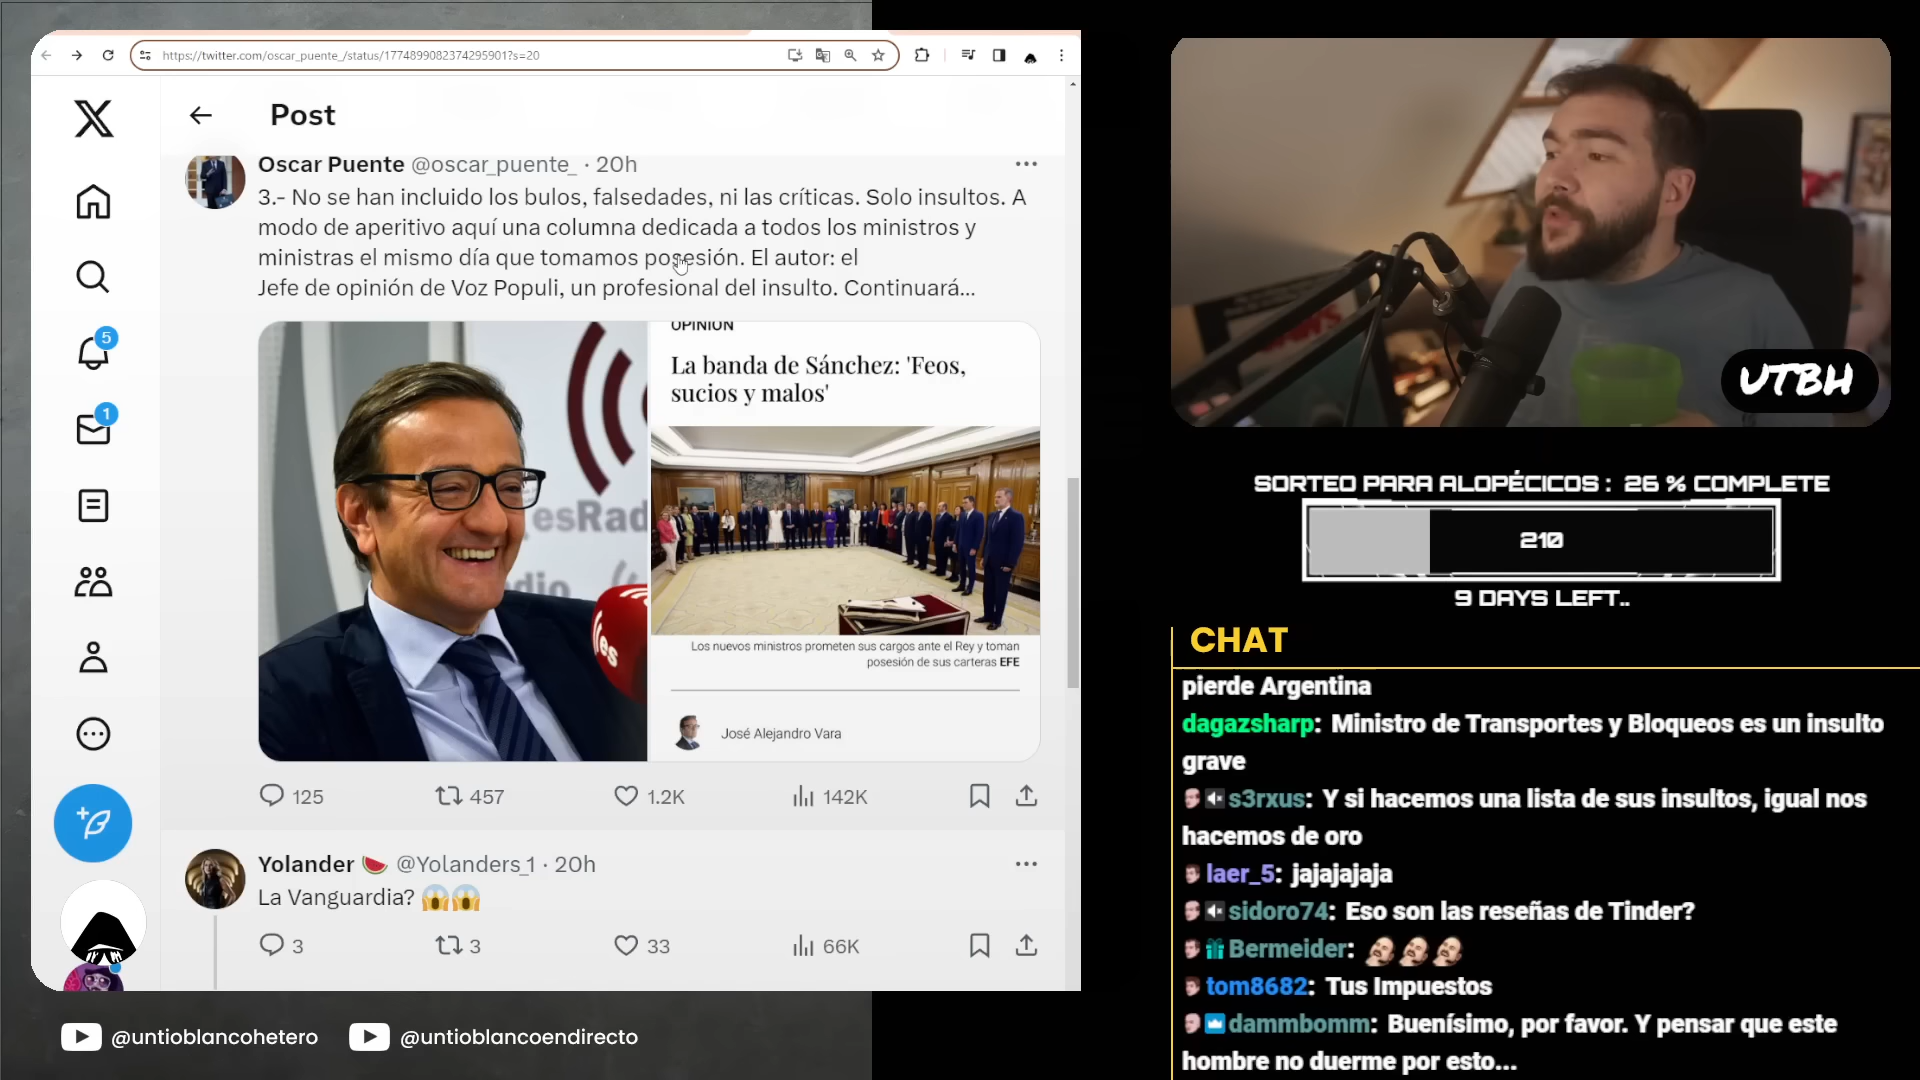 https://twitter.com/oscar_puente_/status/1774899082374295901?s=20
Post
Oscar Puente @oscar_puente_ · 20h
3.- No se han incluido los bulos, falsedades, ni las críticas. Solo insultos. A
modo de aperitivo aquí una columna dedicada a todos los ministros y
ministras el mismo día que tomamos posesión. El autor: el
Jefe de opinión de Voz Populi, un profesional del insulto. Continuará...
5
1
esRad
dio
es
OPINIÓN
La banda de Sánchez: 'Feos,
sucios y malos'
Los nuevos ministros prometen sus cargos ante el Rey y toman
posesión de sus carteras EFE
José Alejandro Vara
125
457
1.2K
142K
Yolander @Yolanders_1 · 20h
La Vanguardia?
3
3
33
66K
@untioblancohetero
@untioblancoendirecto
UTBH
SORTEO PARA ALOPÉCICOS : 26 % COMPLETE
210
9 DAYS LEFT..
CHAT
pierde Argentina
dagazsharp: Ministro de Transportes y Bloqueos es un insulto
grave
s3rxus: Y si hacemos una lista de sus insultos, igual nos
hacemos de oro
laer_5: jajajajaja
sidoro74: Eso son las reseñas de Tinder?
Bermeider:
tom8682: Tus Impuestos
dammbomm: Buenísimo, por favor. Y pensar que este
hombre no duerme por esto...